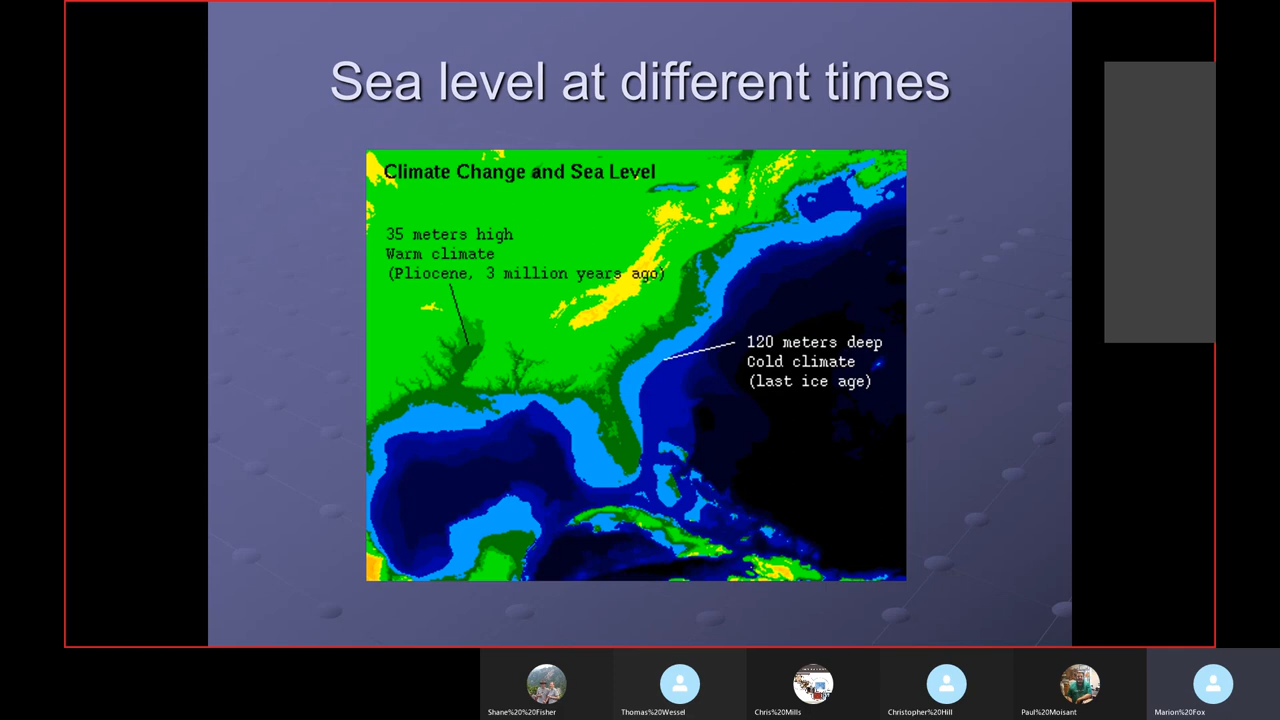 Sea level at different times
Climate Change and Sea Level
35 meters high
Warm climate
(Pliocene, 3 million years ago)
120 meters deep
Cold climate
(last ice age)
Shane%20%20Fisher
Thomas%20Wessel
Chris%20Mills
Christopher%20Hill
Paul%20Moisant
Marion%20Fox